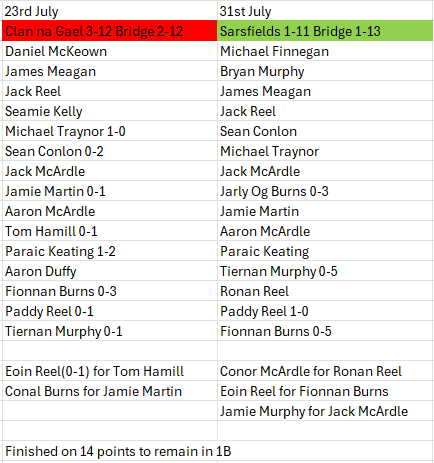 23rd July
Clan na Gael 3-12 Bridge 2-12
Daniel McKeown
James Meagan
Jack Reel
Seamie Kelly
Michael Traynor 1-0
Sean Conlon 0-2
Jack McArdle
Jamie Martin 0-1
Aaron McArdle
Tom Hamill 0-1
Paraic Keating 1-2
Aaron Duffy
Fionnan Burns 0-3
Paddy Reel 0-1
Tiernan Murphy 0-1
Eoin Reel(0-1) for Tom Hamill
Conal Burns for Jamie Martin
Finished on 14 points to remain in 1B
31st July
Sarsfields 1-11 Bridge 1-13
Michael Finnegan
Bryan Murphy
James Meagan
Jack Reel
Sean Conlon
Michael Traynor
Jack McArdle
Jarly Og Burns 0-3
Jamie Martin
Aaron McArdle
Paraic Keating
Tiernan Murphy 0-5
Ronan Reel
Paddy Reel 1-0
Fionnan Burns 0-5
Conor McArdle for Ronan Reel
Eoin Reel for Fionnan Burns
Jamie Murphy for Jack McArdle